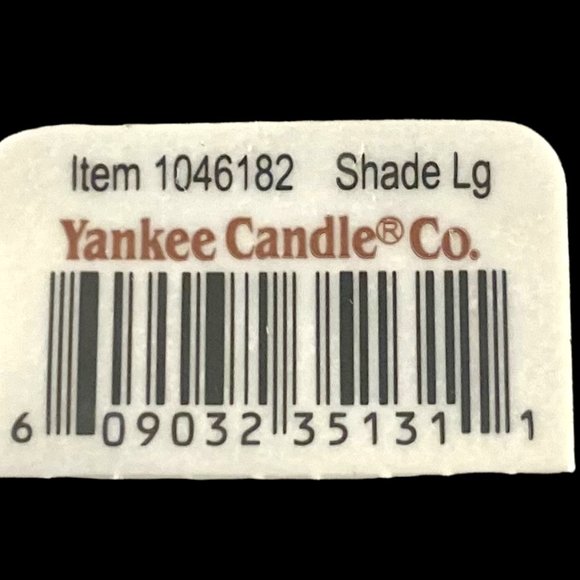 Item 1046182 Shade Lg
Yankee Candle® Co.
6 09032 35131 1